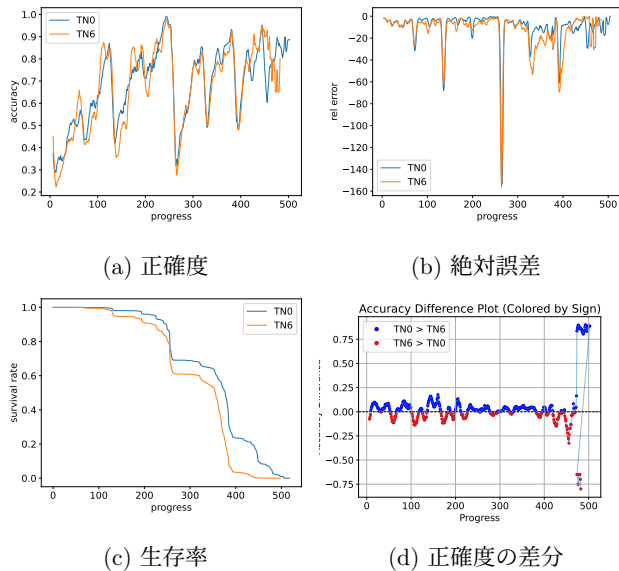 TN0
TN6
1.0
0.9
0.8
0.7
0.6
0.5
0.4
0.3
0.2
accuracy
0 100 200 300 400 500
progress
(a) 正確度
0
−20
−40
−60
−80
−100
−120
−140
−160
rel error
TN0
TN6
0 100 200 300 400 500
progress
(b) 絶対誤差
1.0
0.8
0.6
0.4
0.2
0.0
survival rate
TN0
TN6
0 100 200 300 400 500
progress
(c) 生存率
Accuracy Difference Plot (Colored by Sign)
TN0 > TN6
TN6 > TN0
0.75
0.50
0.25
0.00
−0.25
−0.50
−0.75
0 100 200 300 400 500
Progress
(d) 正確度の差分